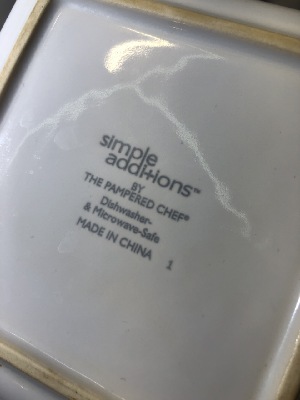 simple
additions™
BY
THE PAMPERED CHEF®
Dishwasher-
& Microwave-Safe
MADE IN CHINA 1